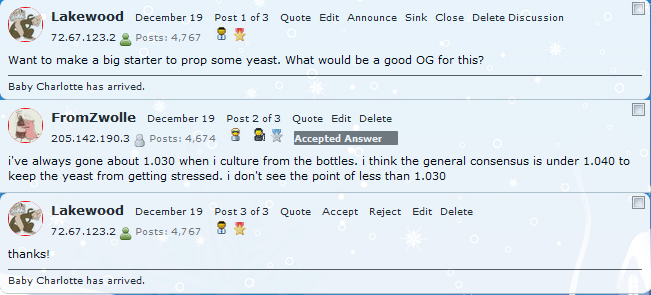 Lakewood December 19 Post 1 of 3 Quote Edit Announce Sink Close Delete Discussion
72.67.123.2 Posts: 4,767
Want to make a big starter to prop some yeast. What would be a good OG for this?
Baby Charlotte has arrived.
FromZwolle December 19 Post 2 of 3 Quote Edit Delete
205.142.190.3 Posts: 4,674 Accepted Answer
i've always gone about 1.030 when i culture from the bottles. i think the general consensus is under 1.040 to
keep the yeast from getting stressed. i don't see the point of less than 1.030
Lakewood December 19 Post 3 of 3 Quote Accept Reject Edit Delete
72.67.123.2 Posts: 4,767
thanks!
Baby Charlotte has arrived.